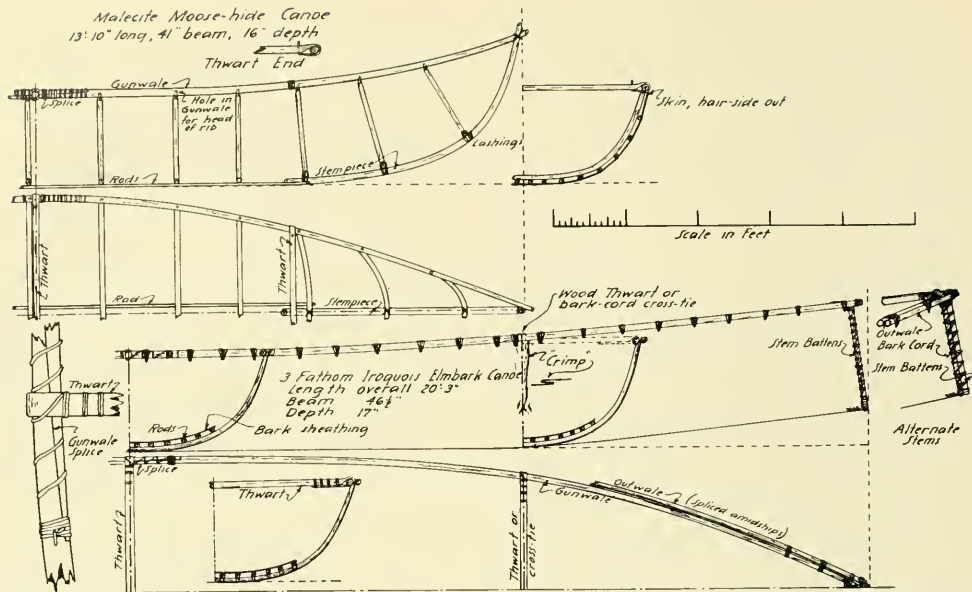 Malecite Moose-hide Canoe
13'10" long, 41" beam, 16" depth
Thwart End
Gunwale
Splice
Hole in
Gunwale
for head
of rib
Skin, hair-side out
Lashings
Stempiece
Rods
Scale in Feet
℄ Thwart
Thwart
Rod
Stempiece
Wood Thwart or
bark-cord cross-tie
"Crimp"
Stem Battens
Outwale
Bark Cord
Stem Battens
Alternate
Stems
Thwart
Gunwale
Splice
3 Fathom Iroquois Elmbark Canoe
Length overall 20'3"
Beam 46½"
Depth 17"
Rods
Bark sheathing
Splice
Thwart
Thwart
Thwart or
cross-tie
Gunwale
Outwale (spliced amidships)